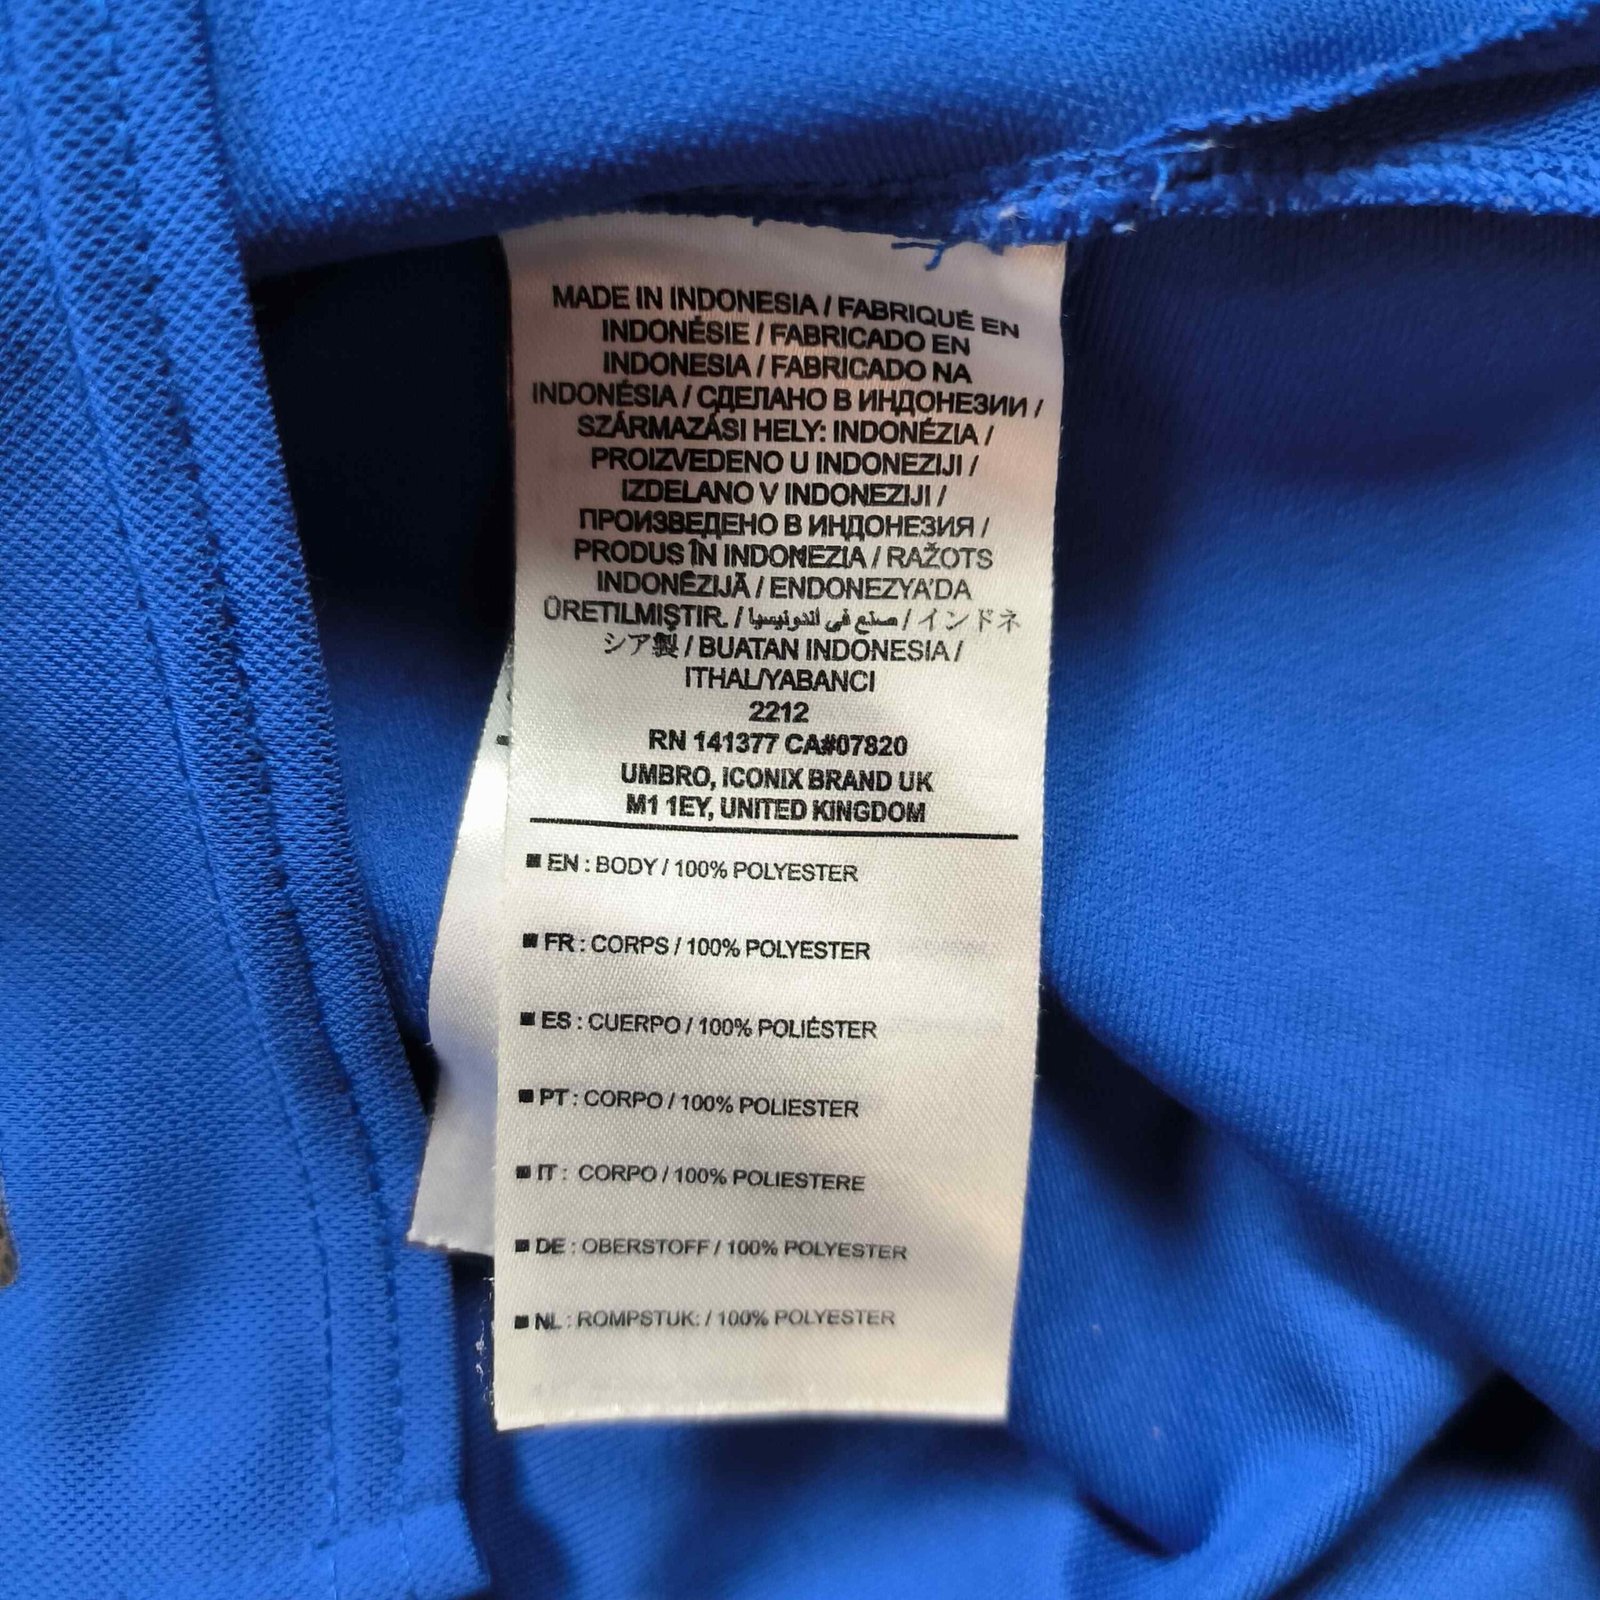 MADE IN INDONESIA / FABRIQUÉ EN
INDONÉSIE / FABRICADO EN
INDONESIA / FABRICADO NA
INDONÉSIA / СДЕЛАНО В ИНДОНЕЗИИ /
SZÁRMAZÁSI HELY: INDONÉZIA /
PROIZVEDENO U INDONEZIJI /
IZDELANO V INDONEZIJI /
ПРОИЗВЕДЕНО В ИНДОНЕЗИЯ /
PRODUS ÎN INDONEZIA / RAŽOTS
INDONĒZIJĀ / ENDONEZYA'DA
ÜRETILMIŞTIR. / صنع في اندونيسيا / インドネ
シア製 / BUATAN INDONESIA /
ITHAL/YABANCI
2212
RN 141377 CA#07820
UMBRO, ICONIX BRAND UK
M1 1EY, UNITED KINGDOM
■ EN : BODY / 100% POLYESTER
■ FR : CORPS / 100% POLYESTER
■ ES : CUERPO / 100% POLIÉSTER
■ PT : CORPO / 100% POLIESTER
■ IT : CORPO / 100% POLIESTERE
■ DE : OBERSTOFF / 100% POLYESTER
■ NL : ROMPSTUK: / 100% POLYESTER